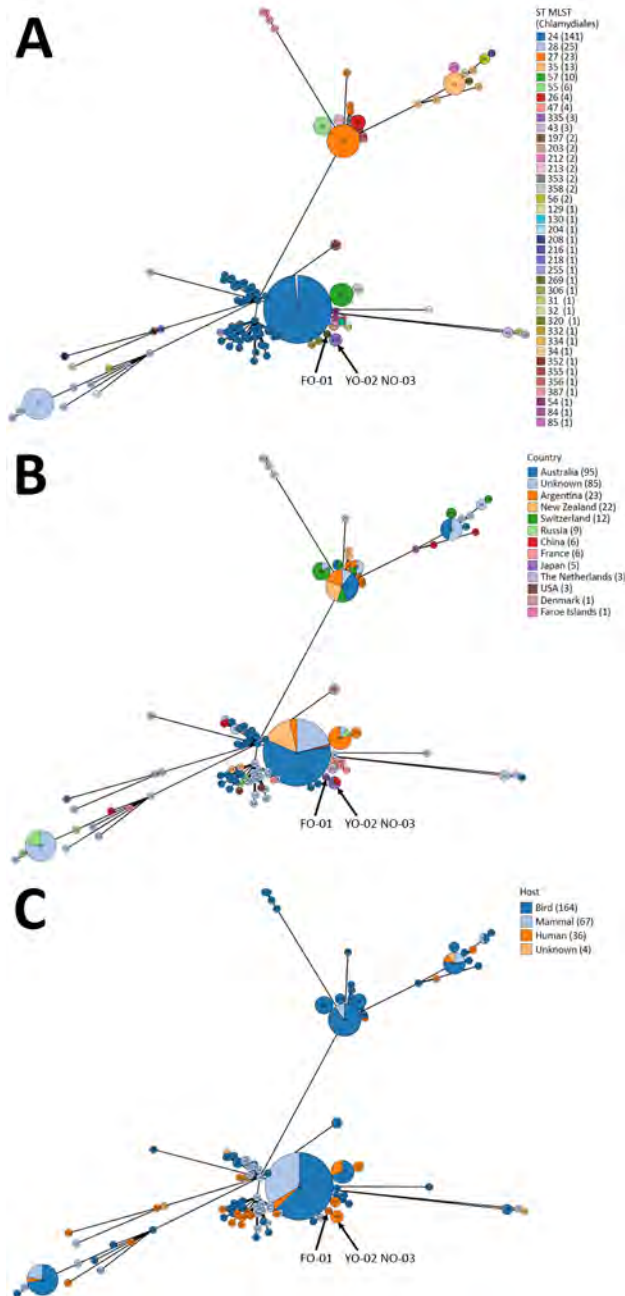 A
ST MLST
(Chlamydiales)
24 (141)
28 (25)
27 (23)
35 (13)
57 (10)
55 (6)
26 (4)
47 (4)
335 (3)
43 (3)
197 (2)
203 (2)
212 (2)
213 (2)
353 (2)
358 (2)
56 (2)
129 (1)
130 (1)
204 (1)
208 (1)
216 (1)
218 (1)
255 (1)
269 (1)
306 (1)
31 (1)
32 (1)
320 (1)
332 (1)
334 (1)
34 (1)
352 (1)
355 (1)
356 (1)
387 (1)
54 (1)
84 (1)
85 (1)
FO-01 YO-02 NO-03
B
Country
Australia (95)
Unknown (85)
Argentina (23)
New Zealand (22)
Switzerland (12)
Russia (9)
China (6)
France (6)
Japan (5)
The Netherlands (3)
USA (3)
Denmark (1)
Faroe Islands (1)
FO-01 YO-02 NO-03
C
Host
Bird (164)
Mammal (67)
Human (36)
Unknown (4)
FO-01 YO-02 NO-03